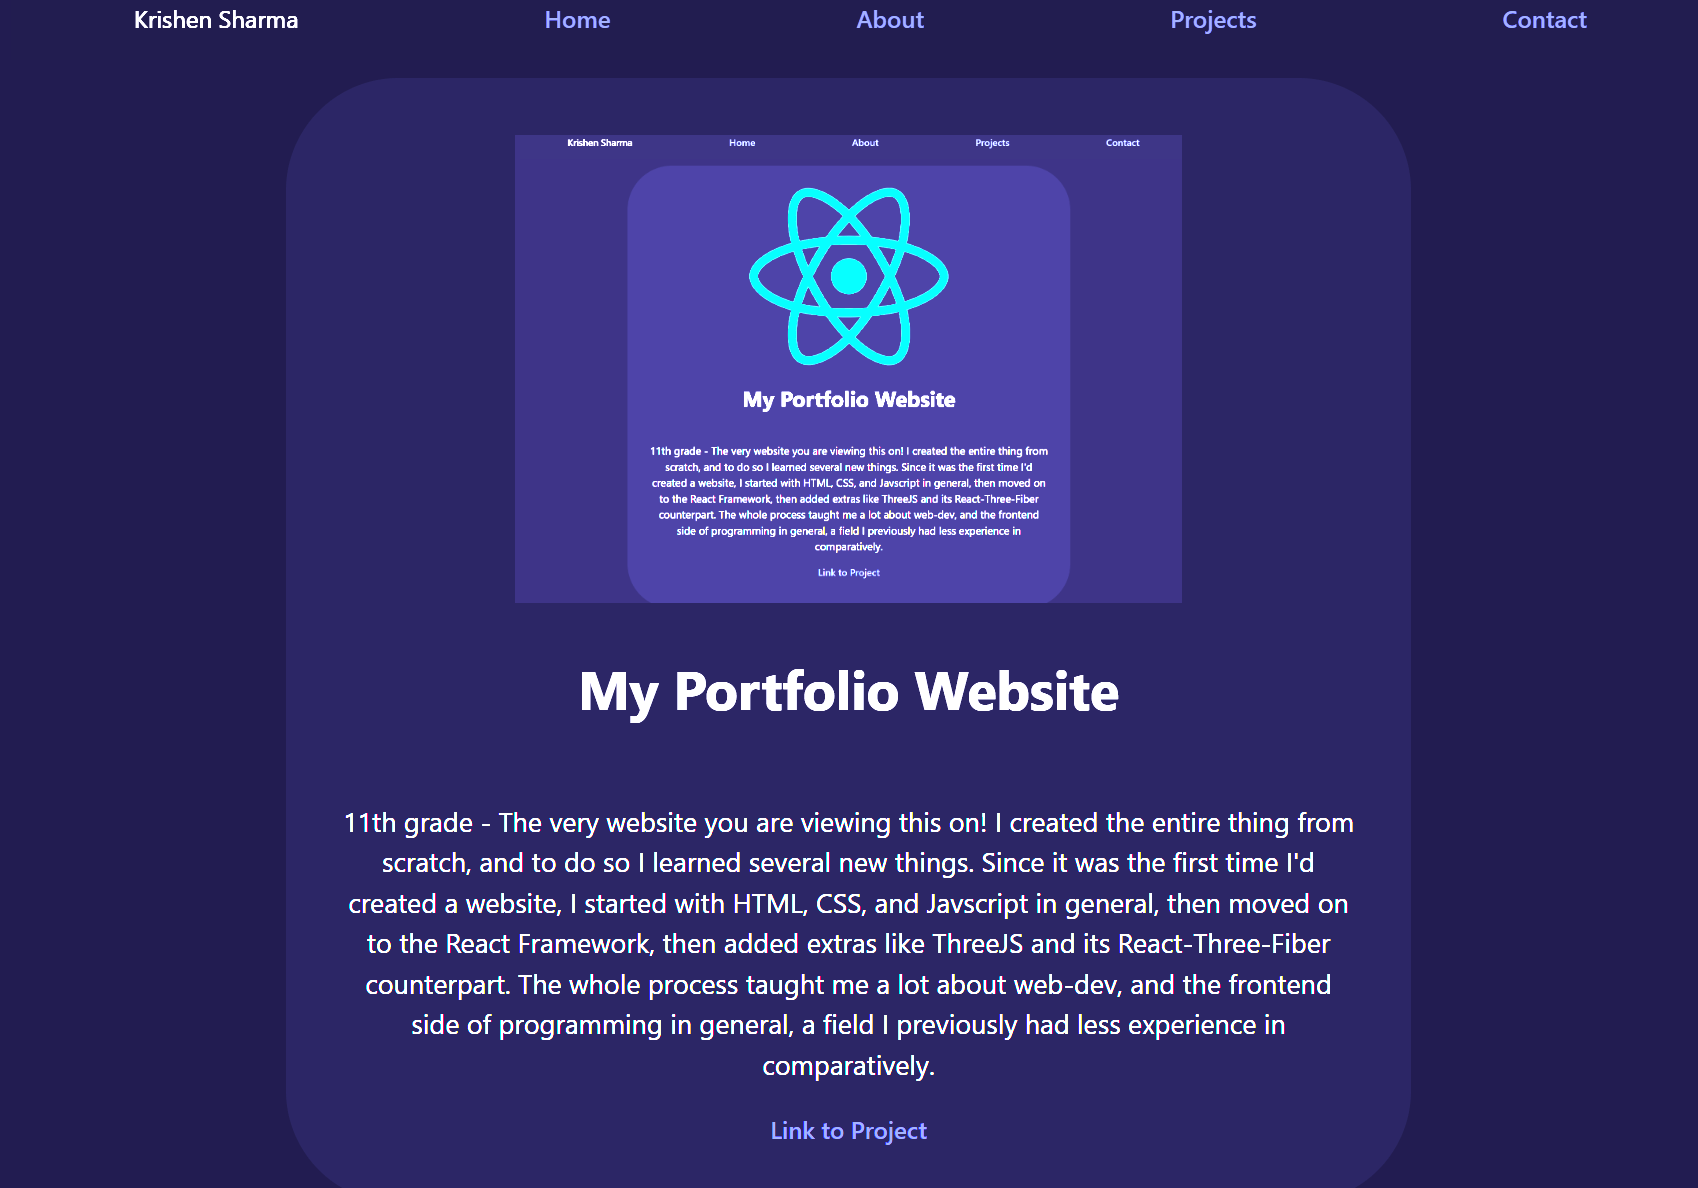 Krishen Sharma Home About Projects Contact
Krishen Sharma Home About Projects Contact
My Portfolio Website
11th grade - The very website you are viewing this on! I created the entire thing from
scratch, and to do so I learned several new things. Since it was the first time I'd
created a website, I started with HTML, CSS, and Javscript in general, then moved on
to the React Framework, then added extras like ThreeJS and its React-Three-Fiber
counterpart. The whole process taught me a lot about web-dev, and the frontend
side of programming in general, a field I previously had less experience in
comparatively.
Link to Project
My Portfolio Website
11th grade - The very website you are viewing this on! I created the entire thing from
scratch, and to do so I learned several new things. Since it was the first time I'd
created a website, I started with HTML, CSS, and Javscript in general, then moved on
to the React Framework, then added extras like ThreeJS and its React-Three-Fiber
counterpart. The whole process taught me a lot about web-dev, and the frontend
side of programming in general, a field I previously had less experience in
comparatively.
Link to Project